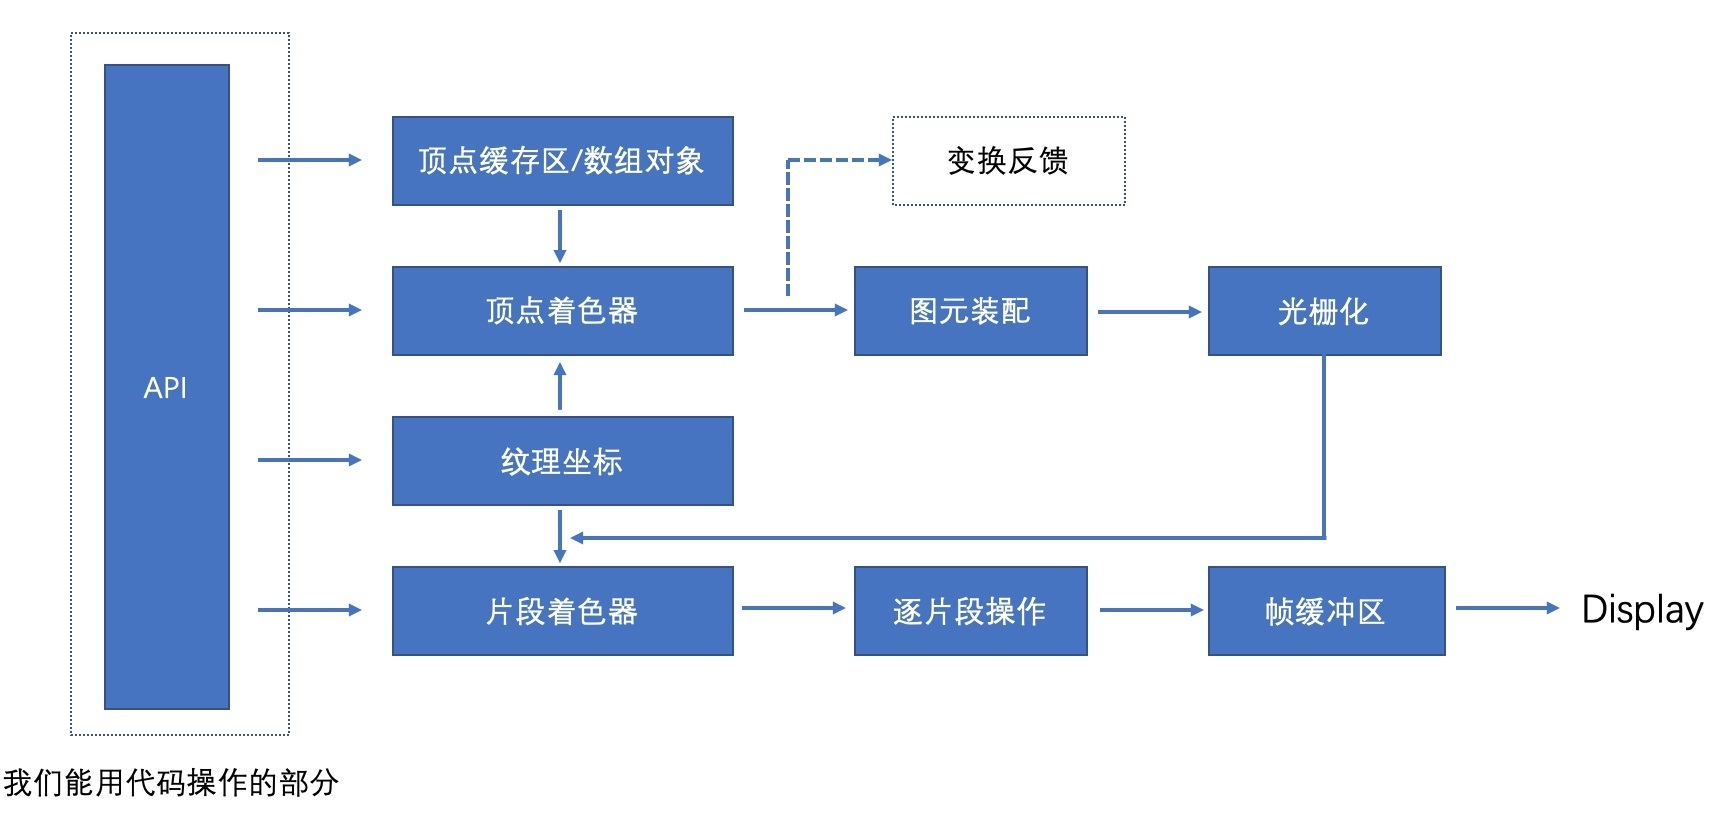 API
顶点缓存区/数组对象
变换反馈
顶点着色器
图元装配
光栅化
纹理坐标
片段着色器
逐片段操作
帧缓冲区
Display
我们能用代码操作的部分